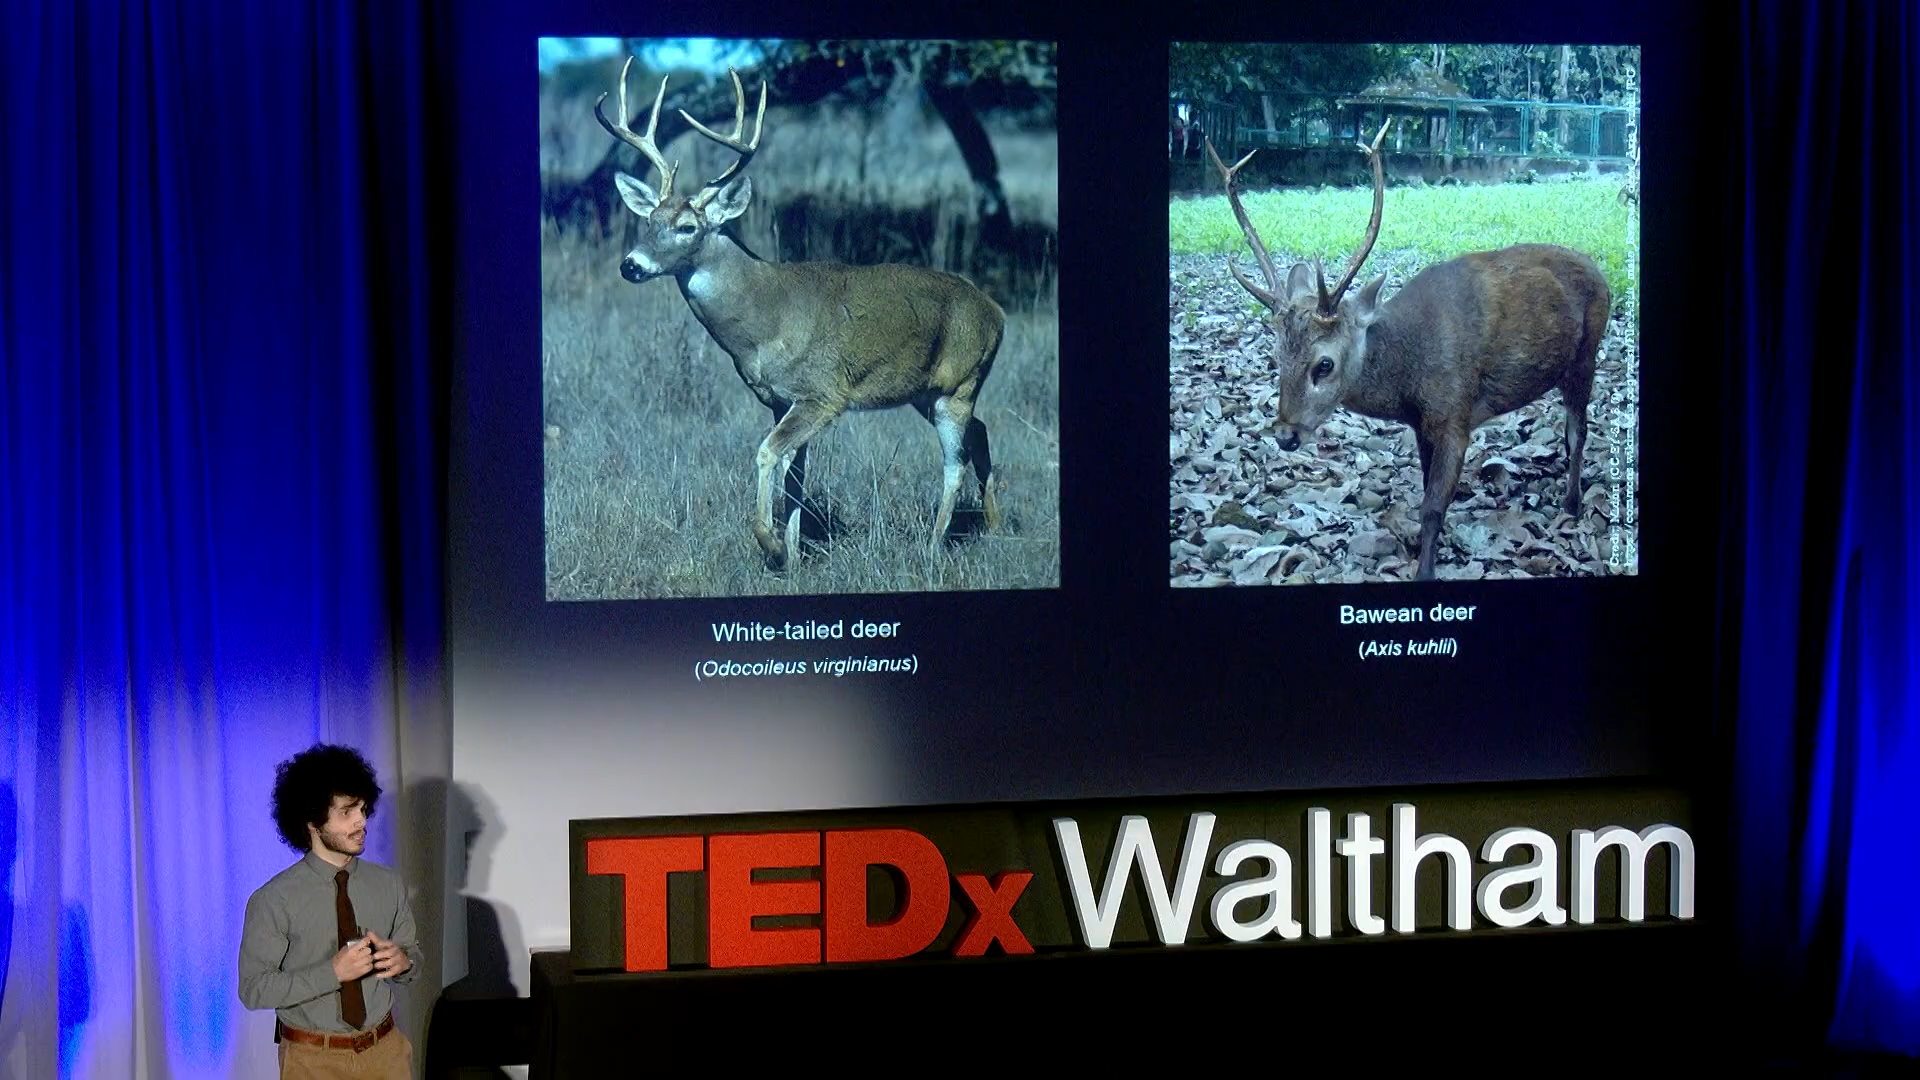 White-tailed deer
(Odocoileus virginianus)
Bawean deer
(Axis kuhlii)
TEDx Waltham